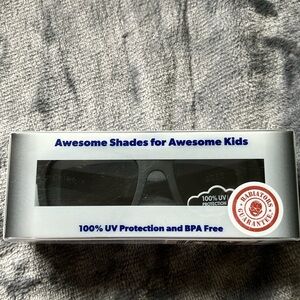 Awesome Shades for Awesome Kids
100% UV
PROTECTION
BABIATORS
GUARANTEE
100% UV Protection and BPA Free